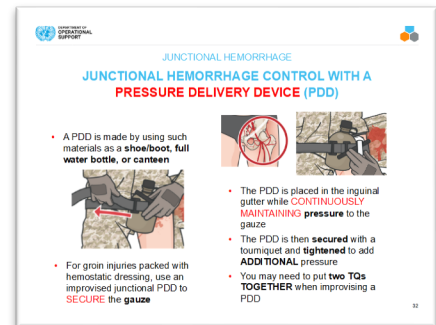 DEPARTMENT OF
OPERATIONAL
SUPPORT
JUNCTIONAL HEMORRHAGE
JUNCTIONAL HEMORRHAGE CONTROL WITH A
PRESSURE DELIVERY DEVICE (PDD)
• A PDD is made by using such
materials as a shoe/boot, full
water bottle, or canteen
• For groin injuries packed with
hemostatic dressing, use an
improvised junctional PDD to
SECURE the gauze
• The PDD is placed in the inguinal
gutter while CONTINUOUSLY
MAINTAINING pressure to the
gauze
• The PDD is then secured with a
tourniquet and tightened to add
ADDITIONAL pressure
• You may need to put two TQs
TOGETHER when improvising a
PDD
32